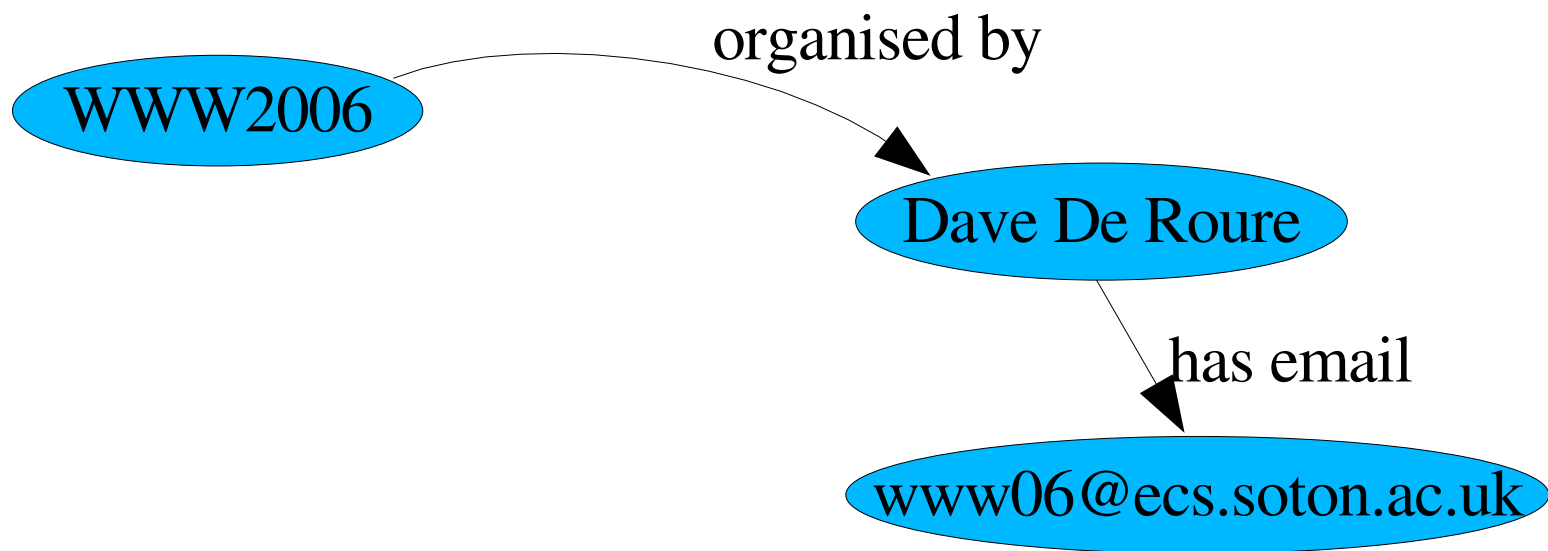 organised by
WWW2006
Dave De Roure
has email
www06@ecs.soton.ac.uk